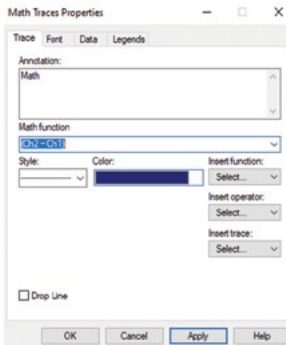 Math Traces Properties
Trace Font Data Legends
Annotation:
Math
Math function
(Ch2 - Ch1)
Style: Color: Insert function:
Select...
Insert operator:
Select...
Insert trace:
Select...
Drop Line
OK Cancel Apply Help